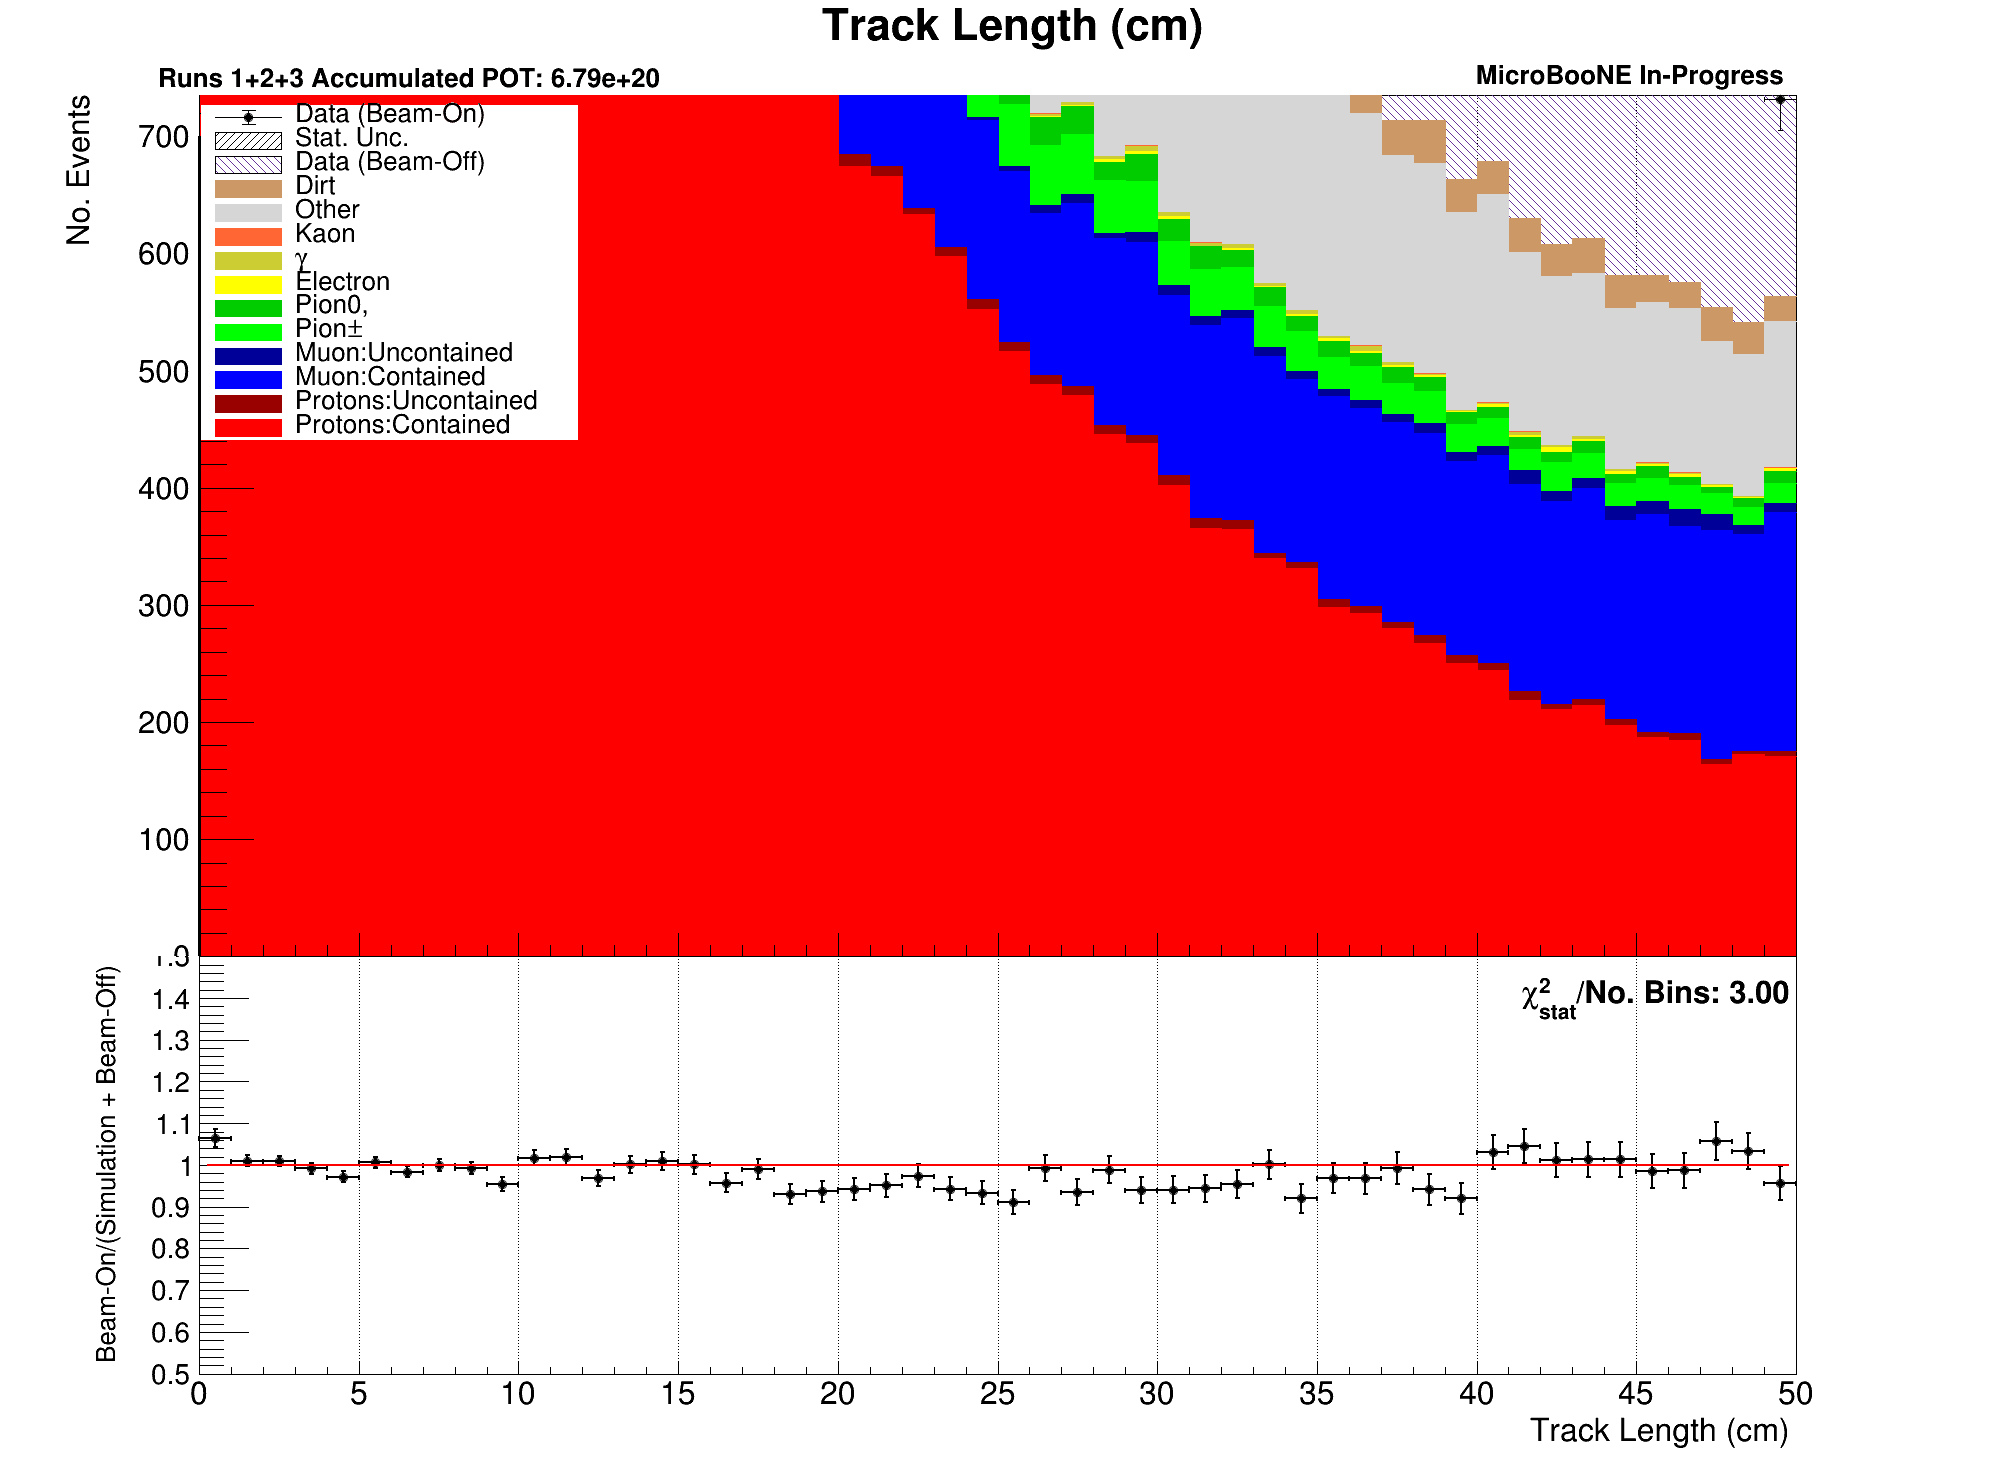 Track Length (cm)
Runs 1+2+3 Accumulated POT: 6.79e+20
MicroBooNE In-Progress
No. Events
700
600
500
400
300
200
100
0
Data (Beam-On)
Stat. Unc.
Data (Beam-Off)
Dirt
Other
Kaon
γ
Electron
Pion0,
Pion±
Muon:Uncontained
Muon:Contained
Protons:Uncontained
Protons:Contained
Beam-On/(Simulation + Beam-Off)
χ²stat/No. Bins: 3.00
1.5
1.4
1.3
1.2
1.1
1
0.9
0.8
0.7
0.6
0.5
0 5 10 15 20 25 30 35 40 45 50
Track Length (cm)